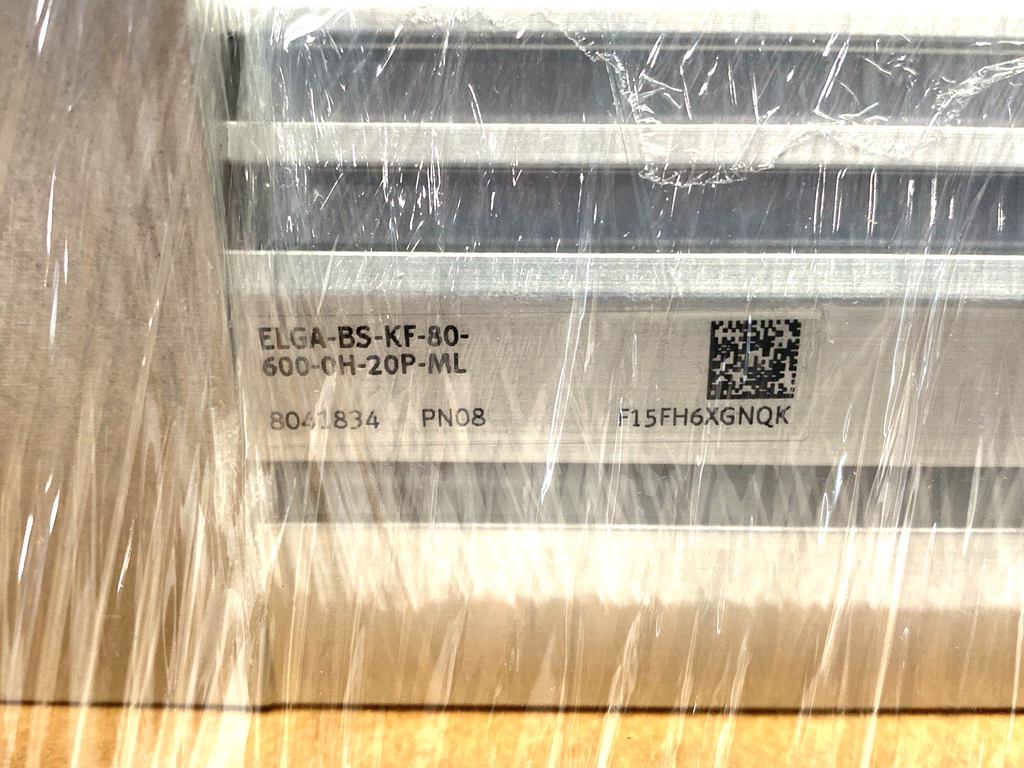 ELGA-BS-KF-80-
600-0H-20P-ML
8041834 PN08 F15FH6XGNQK